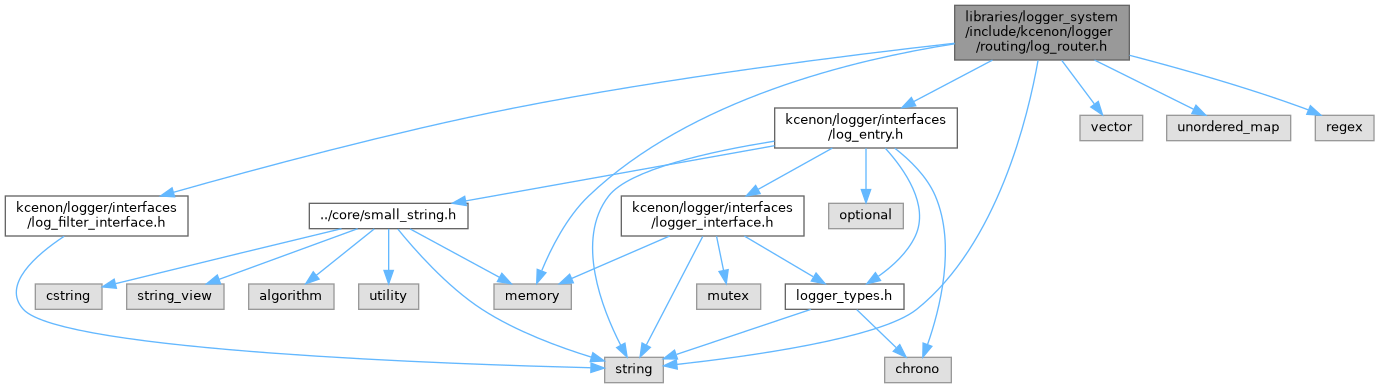 libraries/logger_system
/include/kcenon/logger
/routing/log_router.h
kcenon/logger/interfaces
/log_entry.h
vector
unordered_map
regex
kcenon/logger/interfaces
/log_filter_interface.h
../core/small_string.h
kcenon/logger/interfaces
/logger_interface.h
optional
cstring
string_view
algorithm
utility
memory
mutex
logger_types.h
string
chrono